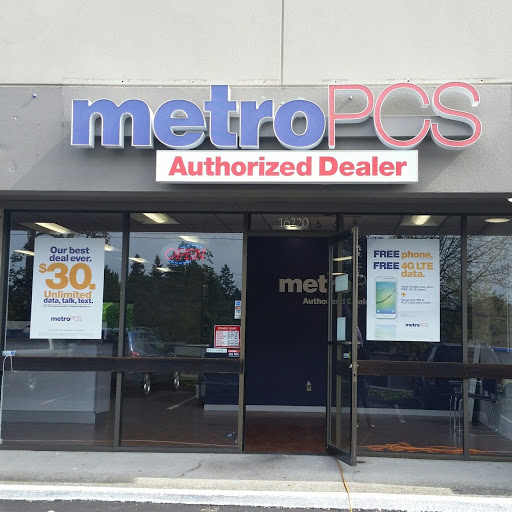 metroPCS
Authorized Dealer
16220
Our best
deal ever.
$30.
Unlimited
data, talk, text.
metroPCS
metro
Authorized Dealer
FREE phone.
FREE 4G LTE
data.
+
metroPCS